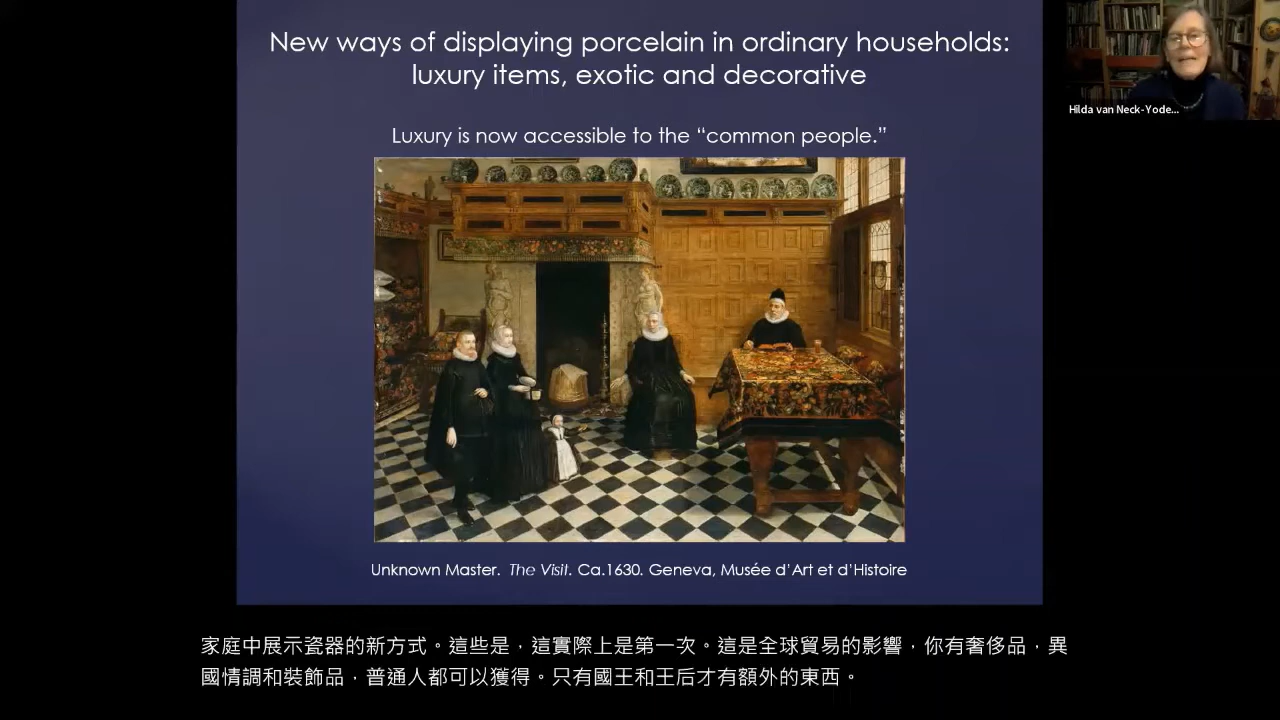 New ways of displaying porcelain in ordinary households:
luxury items, exotic and decorative
Luxury is now accessible to the “common people.”
Hilda van Neck-Yode...
Unknown Master. The Visit. Ca.1630. Geneva, Musée d’Art et d’Histoire
家庭中展示瓷器的新方式。這些是，這實際上是第一次。這是全球貿易的影響，你有奢侈品，異
國情調和裝飾品，普通人都可以獲得。只有國王和王后才有額外的東西。